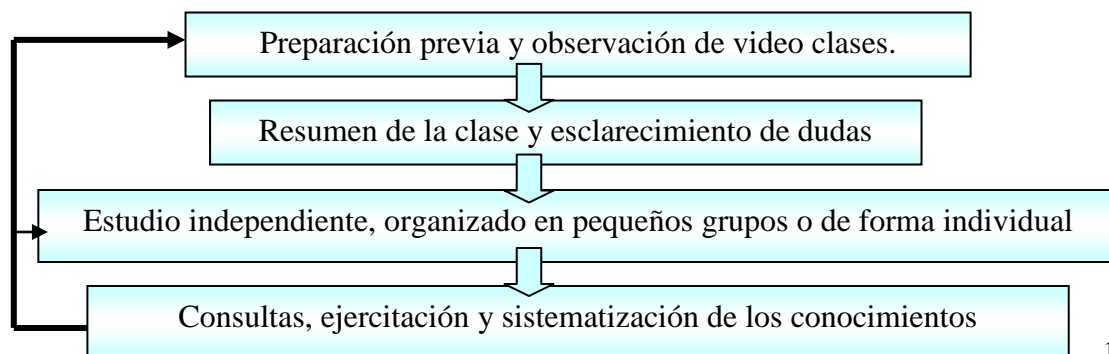 Preparación previa y observación de video clases.
Resumen de la clase y esclarecimiento de dudas
Estudio independiente, organizado en pequeños grupos o de forma individual
Consultas, ejercitación y sistematización de los conocimientos
1